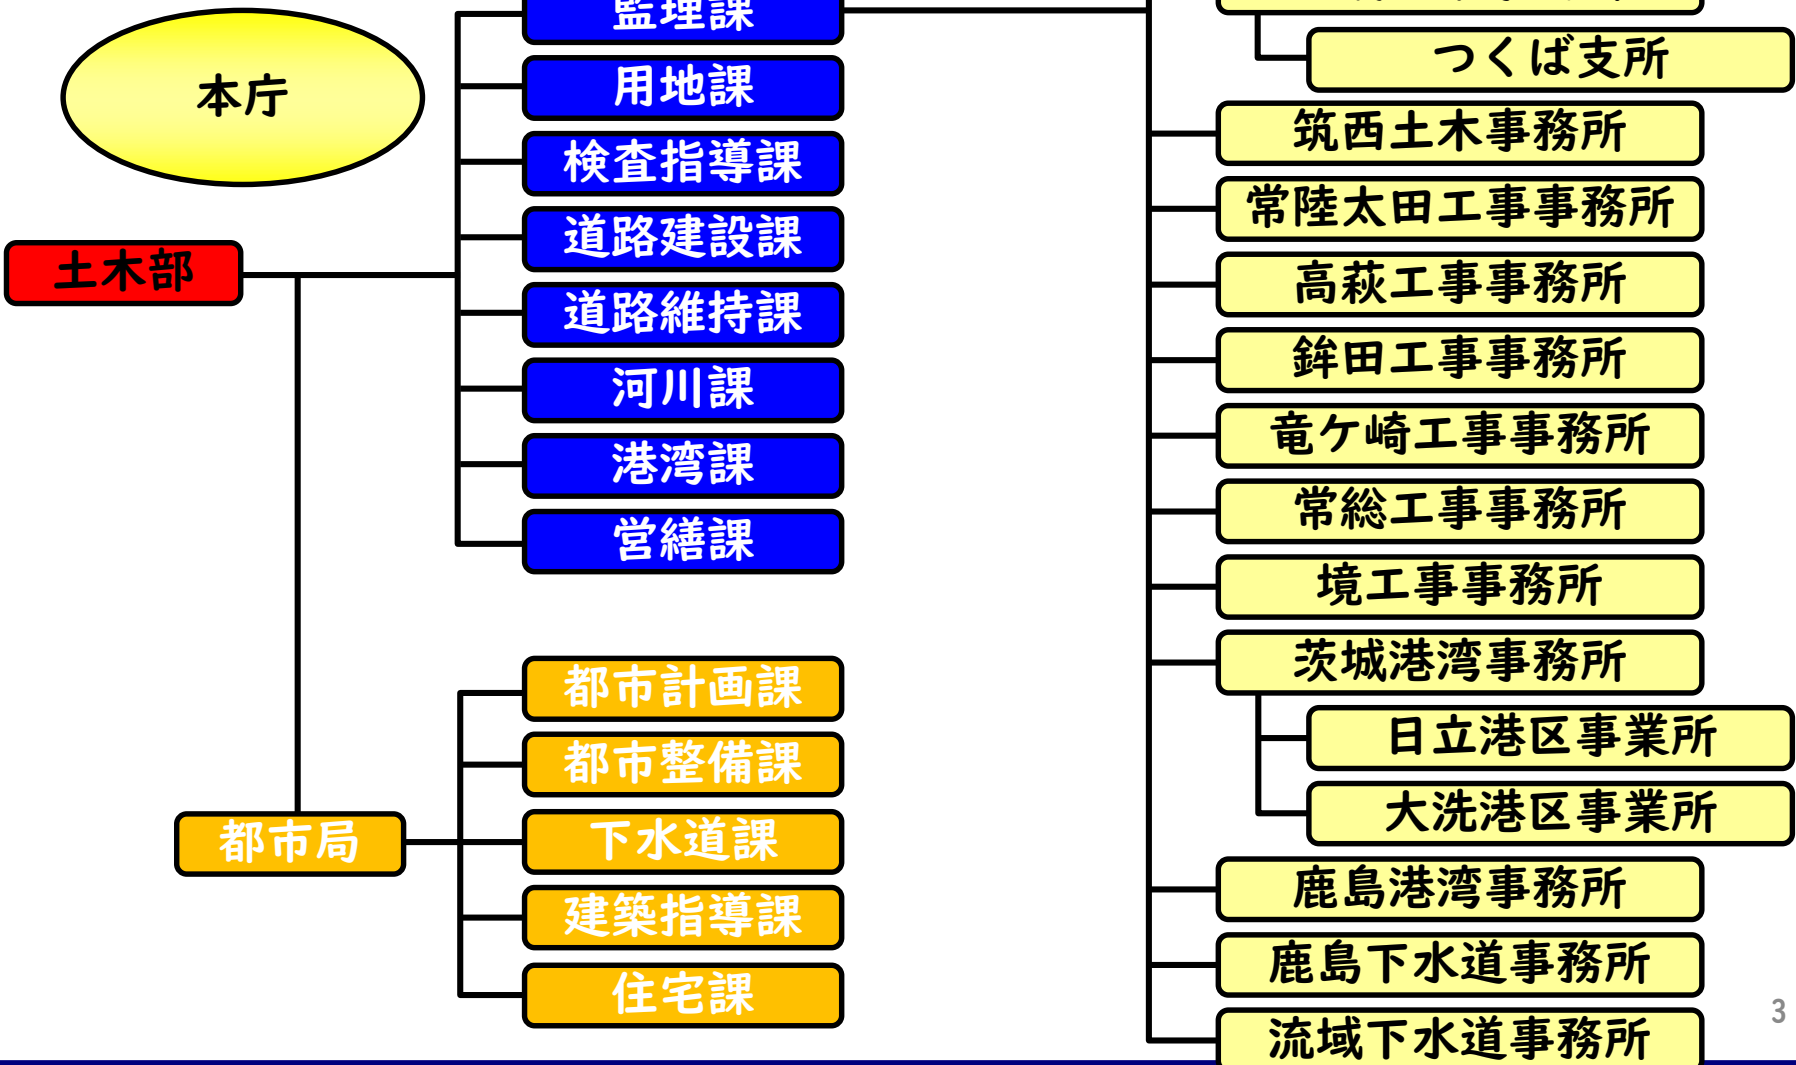 本庁
土木部
監理課
用地課
検査指導課
道路建設課
道路維持課
河川課
港湾課
営繕課
都市局
都市計画課
都市整備課
下水道課
建築指導課
住宅課
つくば支所
筑西土木事務所
常陸太田工事事務所
高萩工事事務所
鉾田工事事務所
竜ケ崎工事事務所
常総工事事務所
境工事事務所
茨城港湾事務所
日立港区事業所
大洗港区事業所
鹿島港湾事務所
鹿島下水道事務所
流域下水道事務所
3